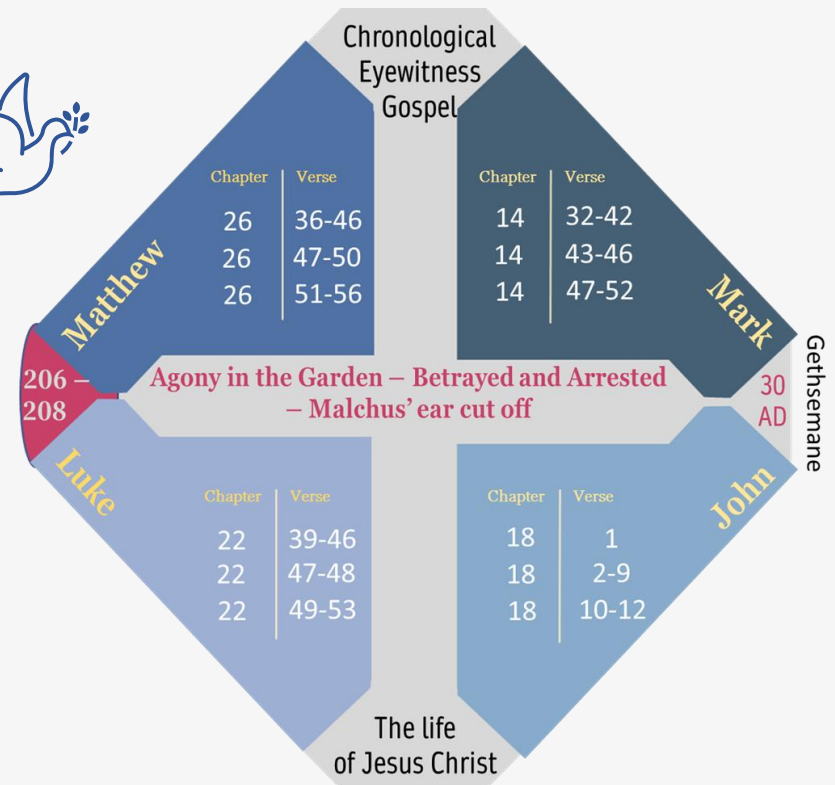 Chronological
Eyewitness
Gospel
Matthew
Chapter Verse
26 36-46
26 47-50
26 51-56
Mark
Chapter Verse
14 32-42
14 43-46
14 47-52
206 –
208
Agony in the Garden – Betrayed and Arrested
– Malchus’ ear cut off
30
AD
Gethsemane
Luke
Chapter Verse
22 39-46
22 47-48
22 49-53
John
Chapter Verse
18 1
18 2-9
18 10-12
The life
of Jesus Christ